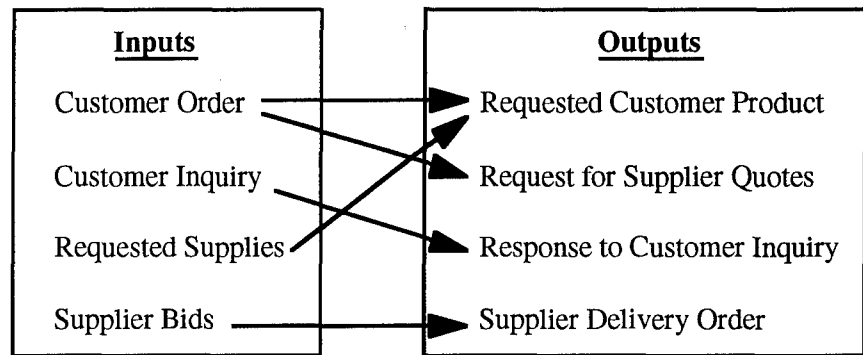 Inputs
Customer Order
Customer Inquiry
Requested Supplies
Supplier Bids
Outputs
Requested Customer Product
Request for Supplier Quotes
Response to Customer Inquiry
Supplier Delivery Order